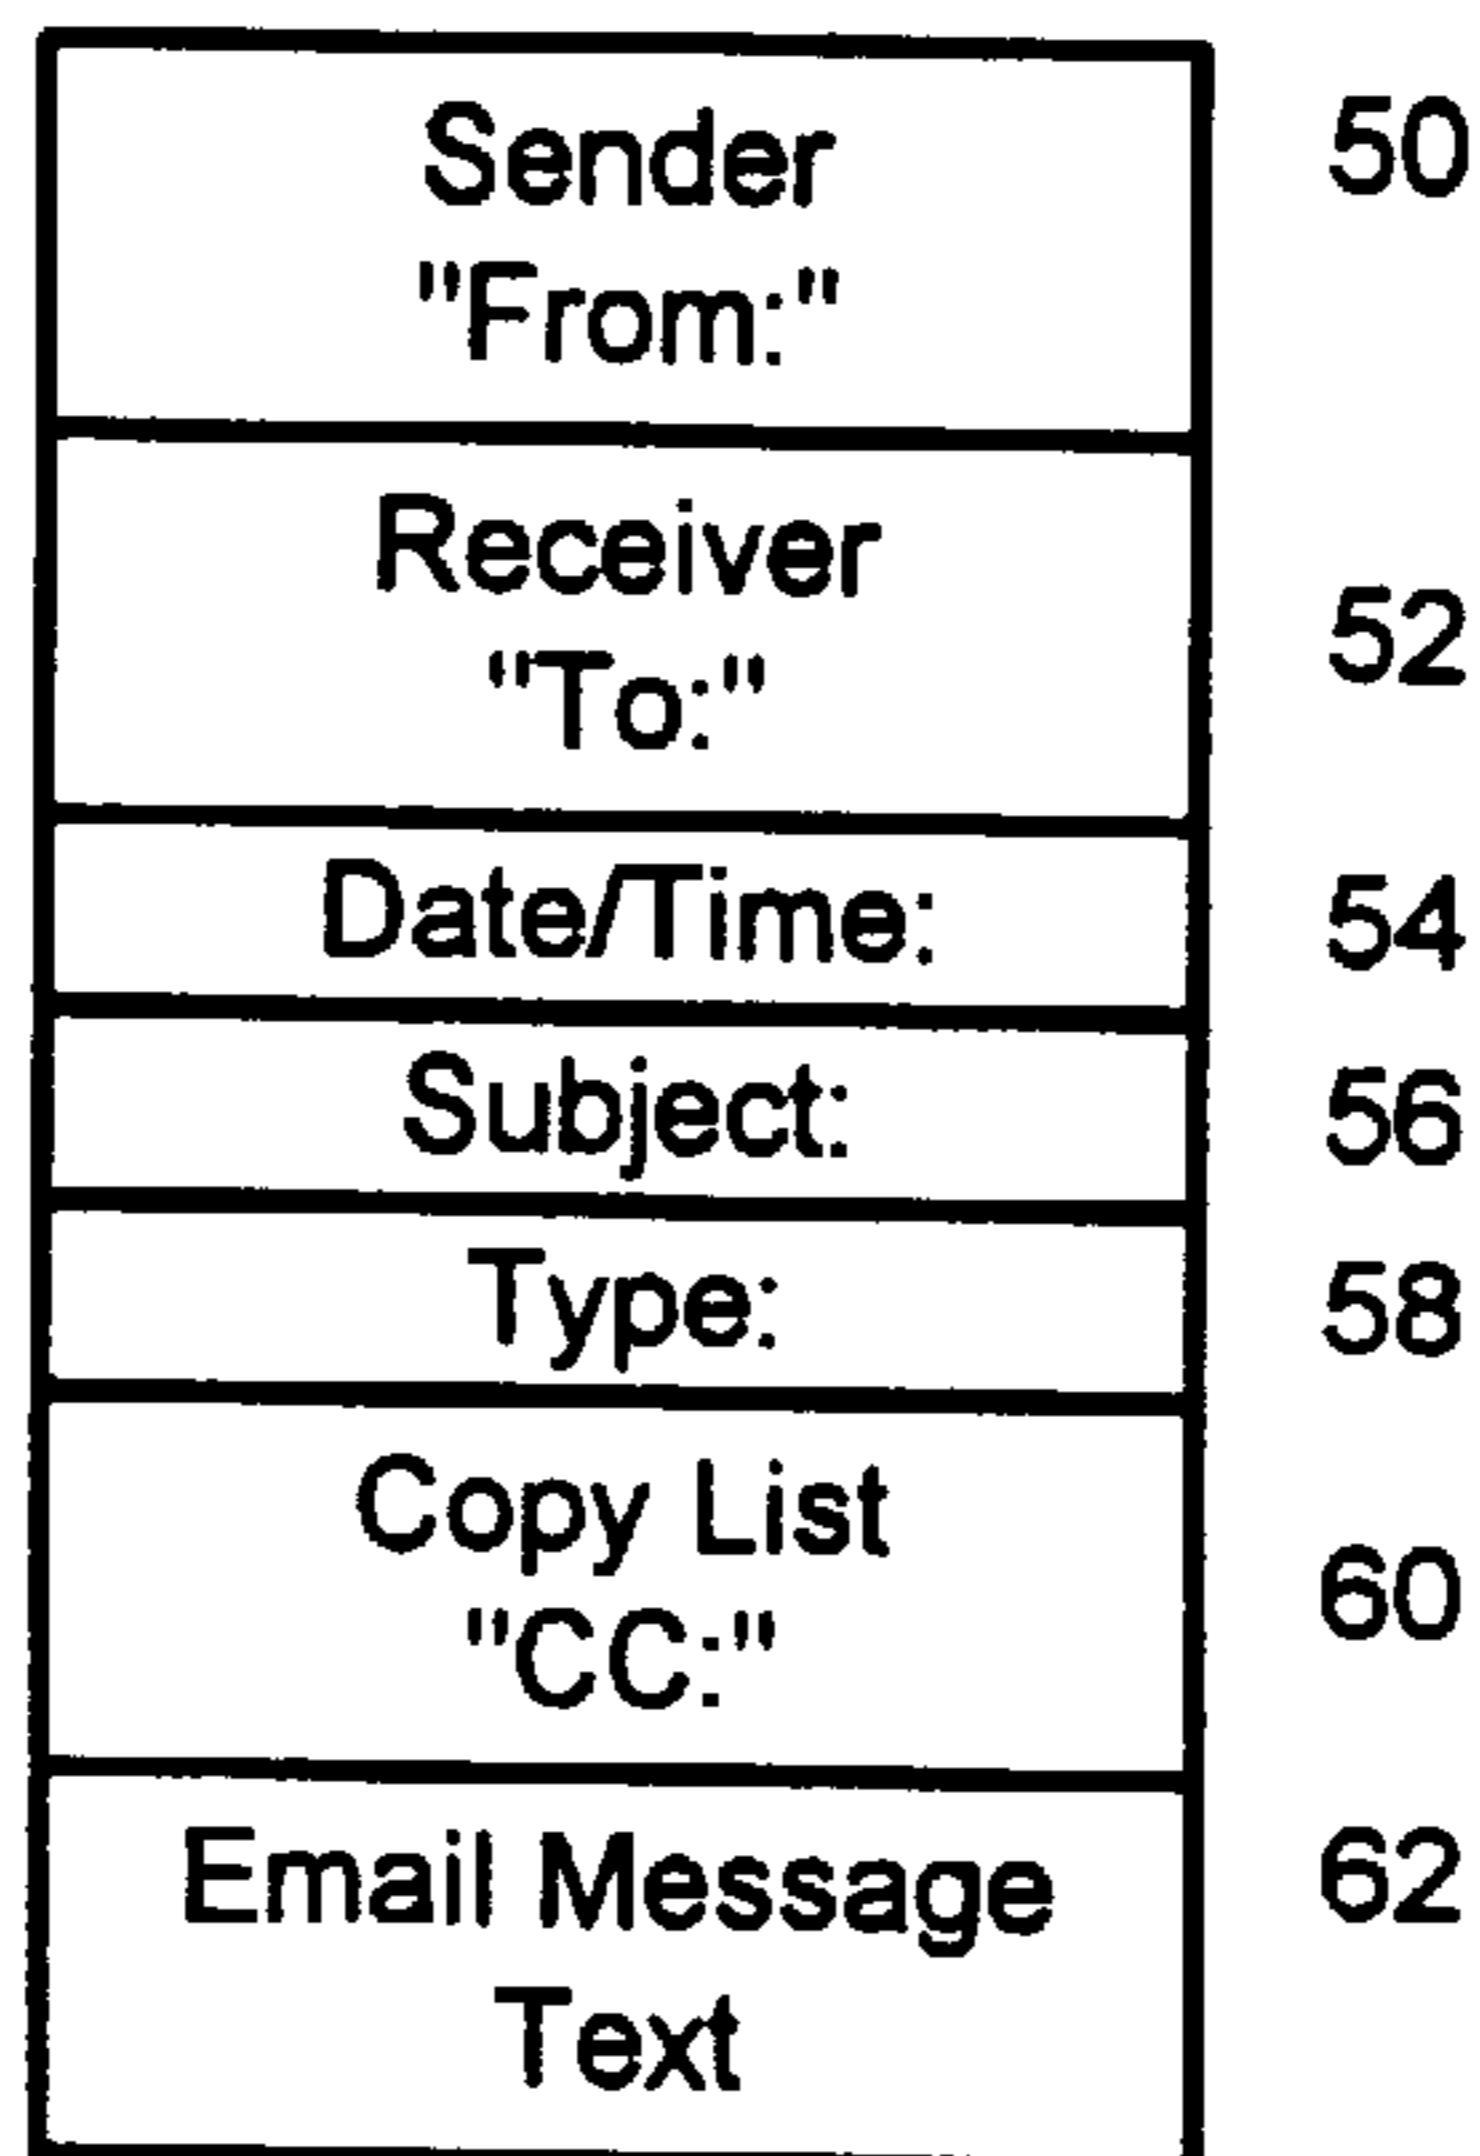 Sender 50
"From:"
Receiver
52
"To:"
Date/Time: 54
Subject: 56
Type: 58
Copy List
60
"CC:"
Email Message 62
Text